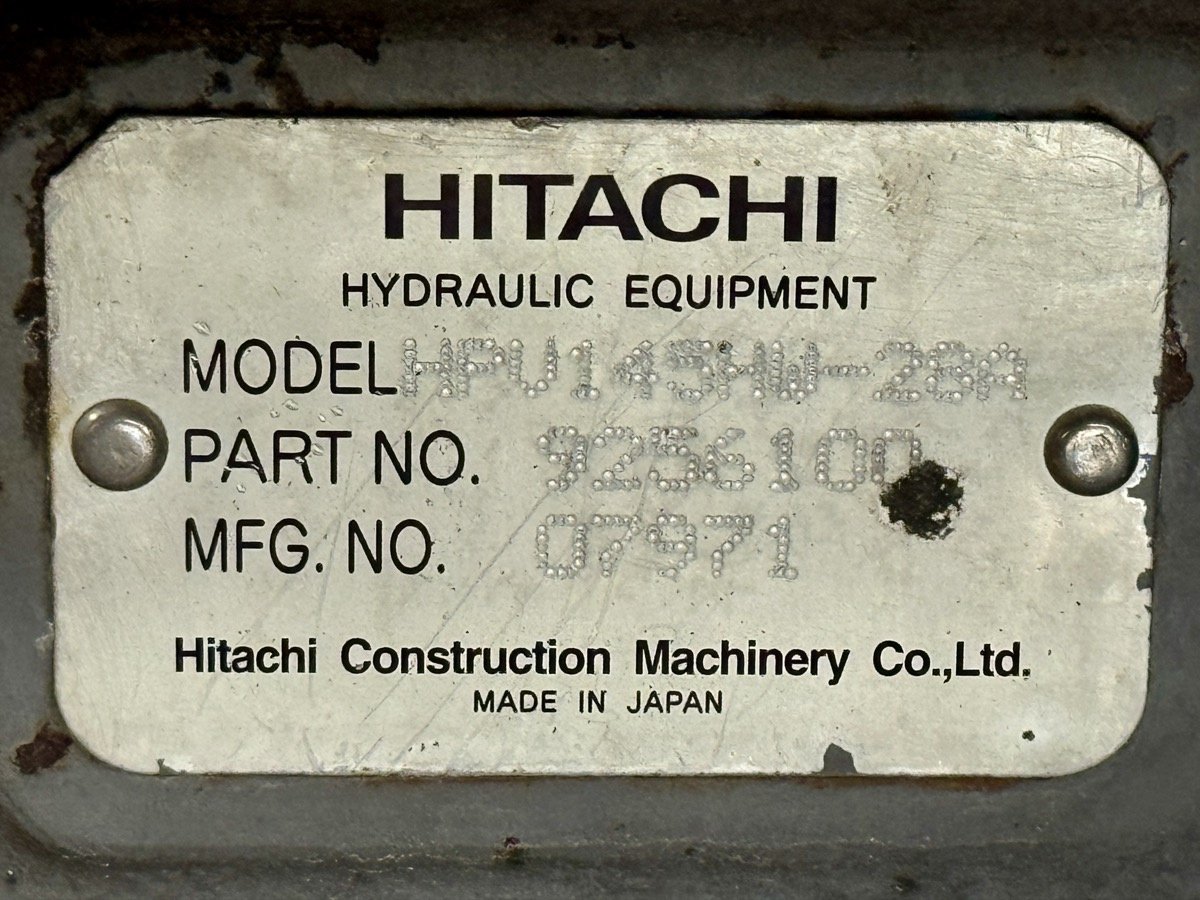 HITACHI
HYDRAULIC EQUIPMENT
MODEL HPV145HW-28A
PART NO. 9256100
MFG. NO. 07971
Hitachi Construction Machinery Co.,Ltd.
MADE IN JAPAN